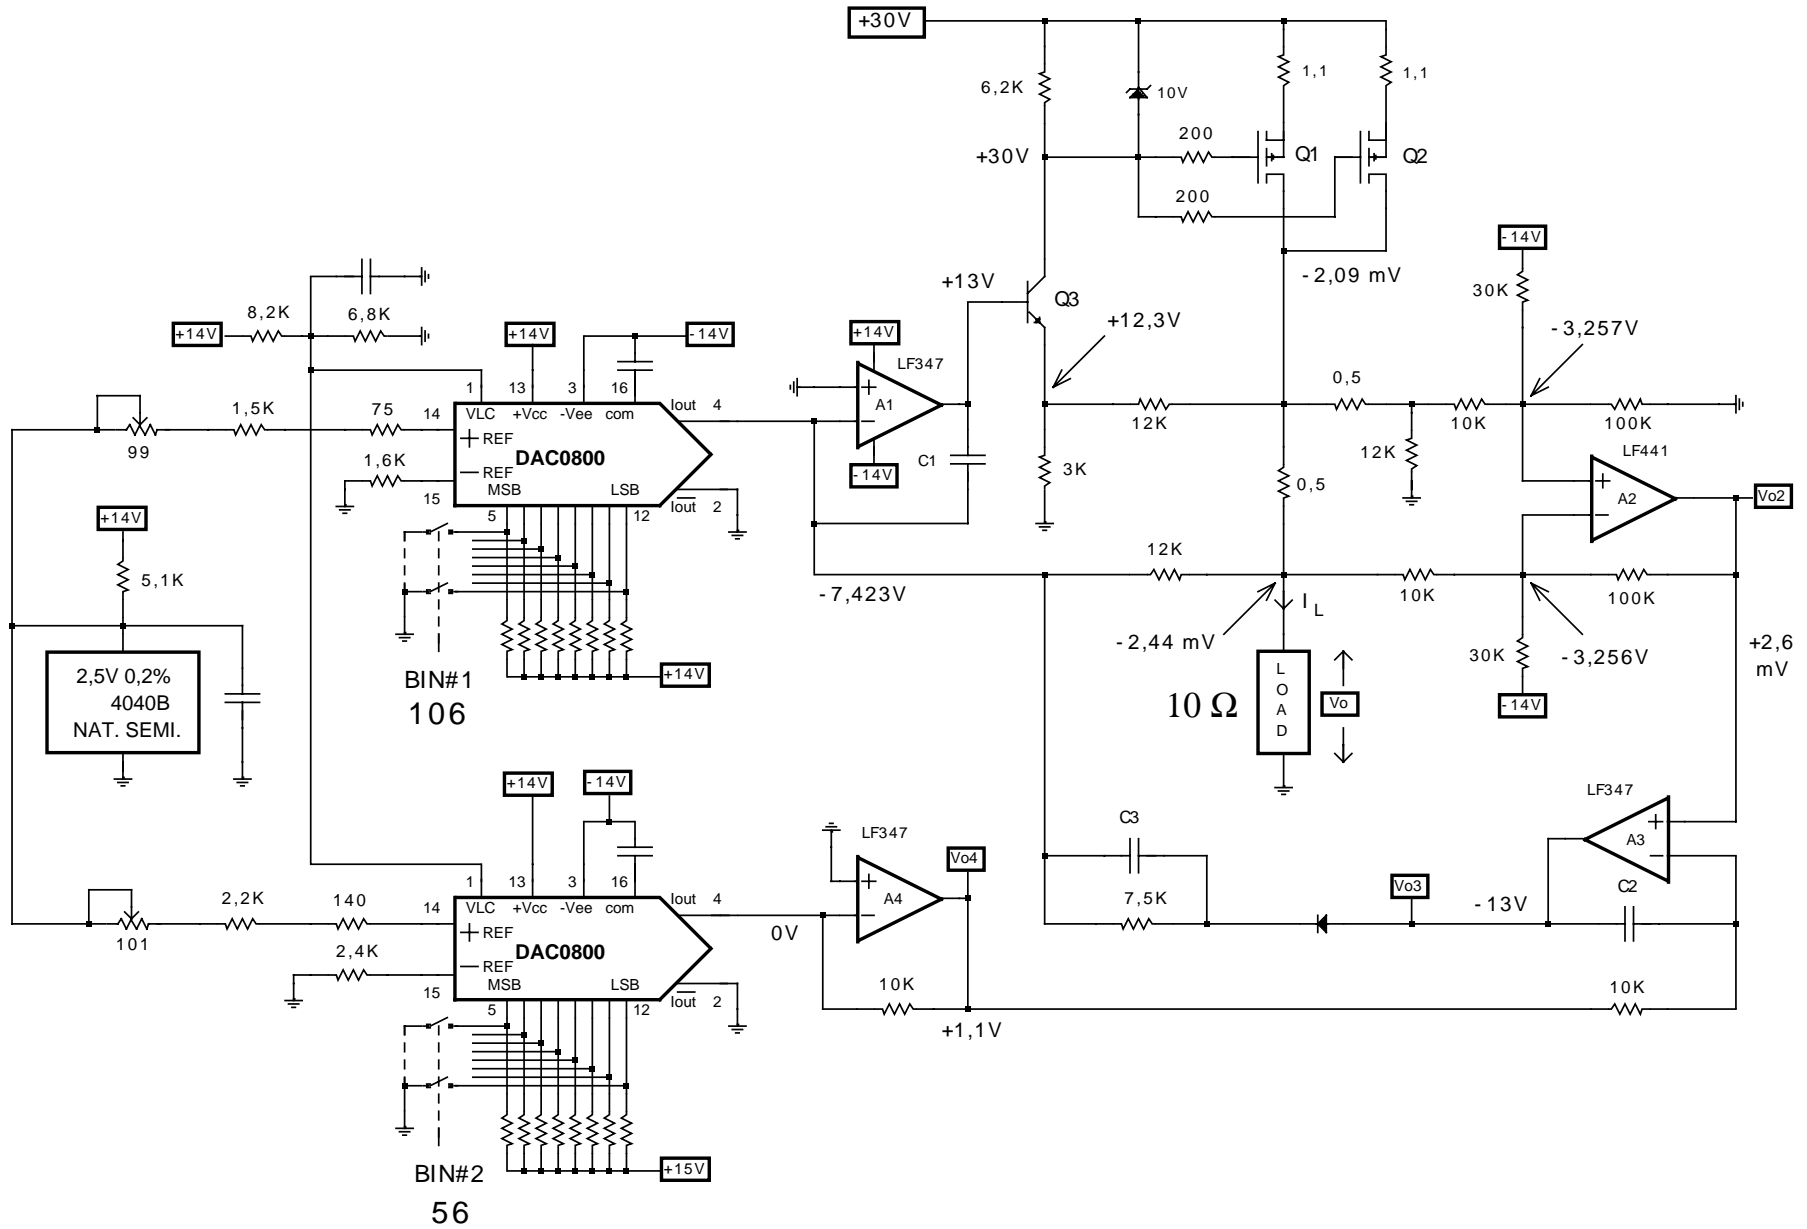 +30V
6,2K
10V
1,1
1,1
200
+30V
Q1
Q2
200
-14V
-2,09 mV
30K
+13V
Q3
8,2K
6,8K
+12,3V
-3,257V
+14V
+14V
-14V
+14V
LF347
1
13
3
16
VLC
+Vcc
-Vee
com
Iout
4
A1
0,5
1,5K
75
14
REF
DAC0800
99
12K
10K
100K
1,6K
REF
MSB
LSB
C1
-14V
3K
12K
LF441
15
5
12
Iout
2
0,5
A2
Vo2
+14V
5,1K
12K
-7,423V
10K
100K
I L
-2,44 mV
30K
-3,256V
+2,6
mV
2,5V 0,2%
4040B
NAT. SEMI.
BIN#1
106
+14V
10 Ω
LOAD
Vo
-14V
+14V
-14V
LF347
LF347
C3
A3
1
13
3
16
VLC
+Vcc
-Vee
com
Iout
4
A4
Vo4
Vo3
C2
2,2K
140
14
REF
DAC0800
101
0V
7,5K
-13V
2,4K
REF
MSB
LSB
15
5
12
Iout
2
10K
10K
+1,1V
BIN#2
56
+15V